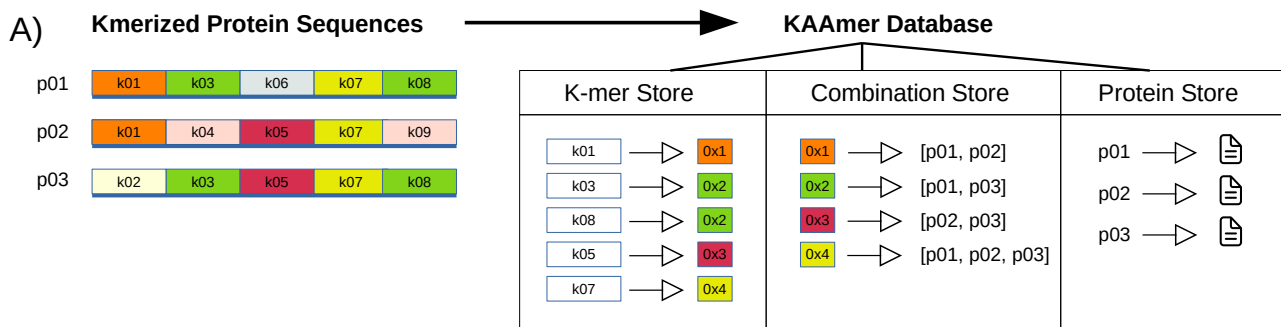 A) Kmerized Protein Sequences KAAmer Database
p01 k01 k03 k06 k07 k08
p02 k01 k04 k05 k07 k09
p03 k02 k03 k05 k07 k08
K-mer Store Combination Store Protein Store
k01 0x1 0x1 [p01, p02] p01
k03 0x2 0x2 [p01, p03] p02
k08 0x2 0x3 [p02, p03] p03
k05 0x3 0x4 [p01, p02, p03]
k07 0x4